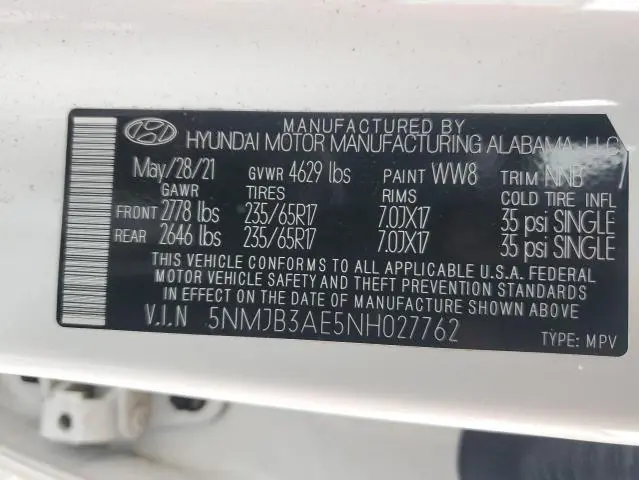 MANUFACTURED BY
HYUNDAI MOTOR MANUFACTURING ALABAMA, LLC
May/28/21 GVWR 4629 lbs PAINT WW8 TRIM NNB
GAWR TIRES RIMS COLD TIRE INFL
FRONT 2778 lbs 235/65R17 7.0JX17 35 psi SINGLE
REAR 2646 lbs 235/65R17 7.0JX17 35 psi SINGLE
THIS VEHICLE CONFORMS TO ALL APPLICABLE U.S.A. FEDERAL
MOTOR VEHICLE SAFETY AND THEFT PREVENTION STANDARDS
IN EFFECT ON THE DATE OF MANUFACTURE SHOWN ABOVE
V.I.N 5NMJB3AE5NH027762
TYPE: MPV